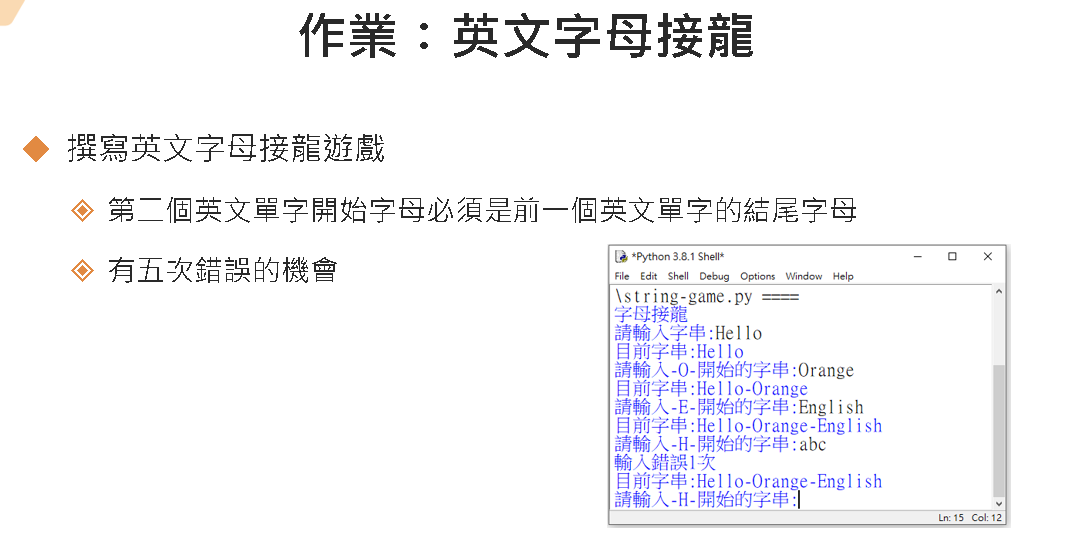 作業：英文字母接龍
撰寫英文字母接龍遊戲
第二個英文單字開始字母必須是前一個英文單字的結尾字母
有五次錯誤的機會
*Python 3.8.1 Shell*
File Edit Shell Debug Options Window Help
\string-game.py ====
字母接龍
請輸入字串:Hello
目前字串:Hello
請輸入-O-開始的字串:Orange
目前字串:Hello-Orange
請輸入-E-開始的字串:English
目前字串:Hello-Orange-English
請輸入-H-開始的字串:abc
輸入錯誤1次
目前字串:Hello-Orange-English
請輸入-H-開始的字串:
Ln: 15 Col: 12